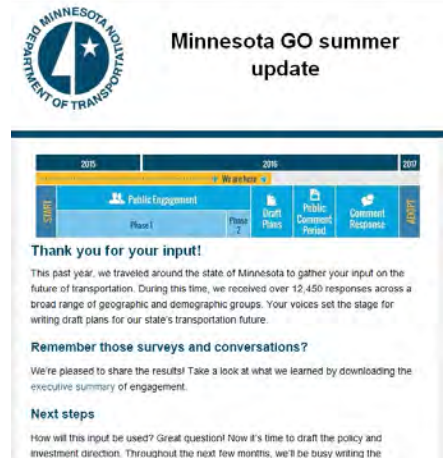 MINNESOTA DEPARTMENT OF TRANSPORTATION
Minnesota GO summer
update
2015 2016 2017
We are here
START
Public Engagement
Phase I
Phase
2
Draft
Plans
Public
Comment
Period
Comment
Response
ADOPT
Thank you for your input!
This past year, we traveled around the state of Minnesota to gather your input on the
future of transportation. During this time, we received over 12,450 responses across a
broad range of geographic and demographic groups. Your voices set the stage for
writing draft plans for our state's transportation future.
Remember those surveys and conversations?
We're pleased to share the results! Take a look at what we learned by downloading the
executive summary of engagement.
Next steps
How will this input be used? Great question! Now it's time to draft the policy and
investment direction. Throughout the next few months, we'll be busy writing the